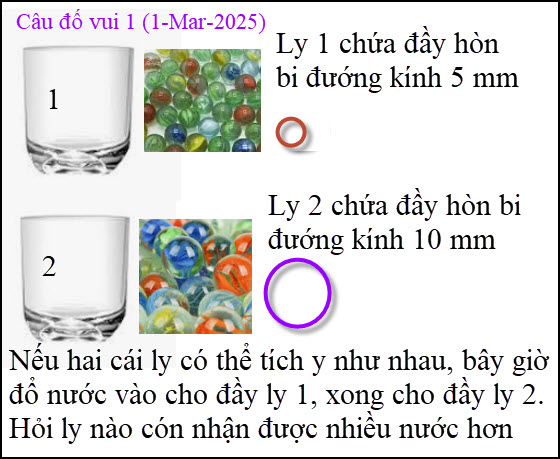 Câu đố vui 1 (1-Mar-2025)
Ly 1 chứa đầy hòn
bi đướng kính 5 mm
1
Ly 2 chứa đầy hòn bi
đướng kính 10 mm
2
Nếu hai cái ly có thể tích y như nhau, bây giờ
đổ nước vào cho đầy ly 1, xong cho đầy ly 2.
Hỏi ly nào cón nhận được nhiều nước hơn